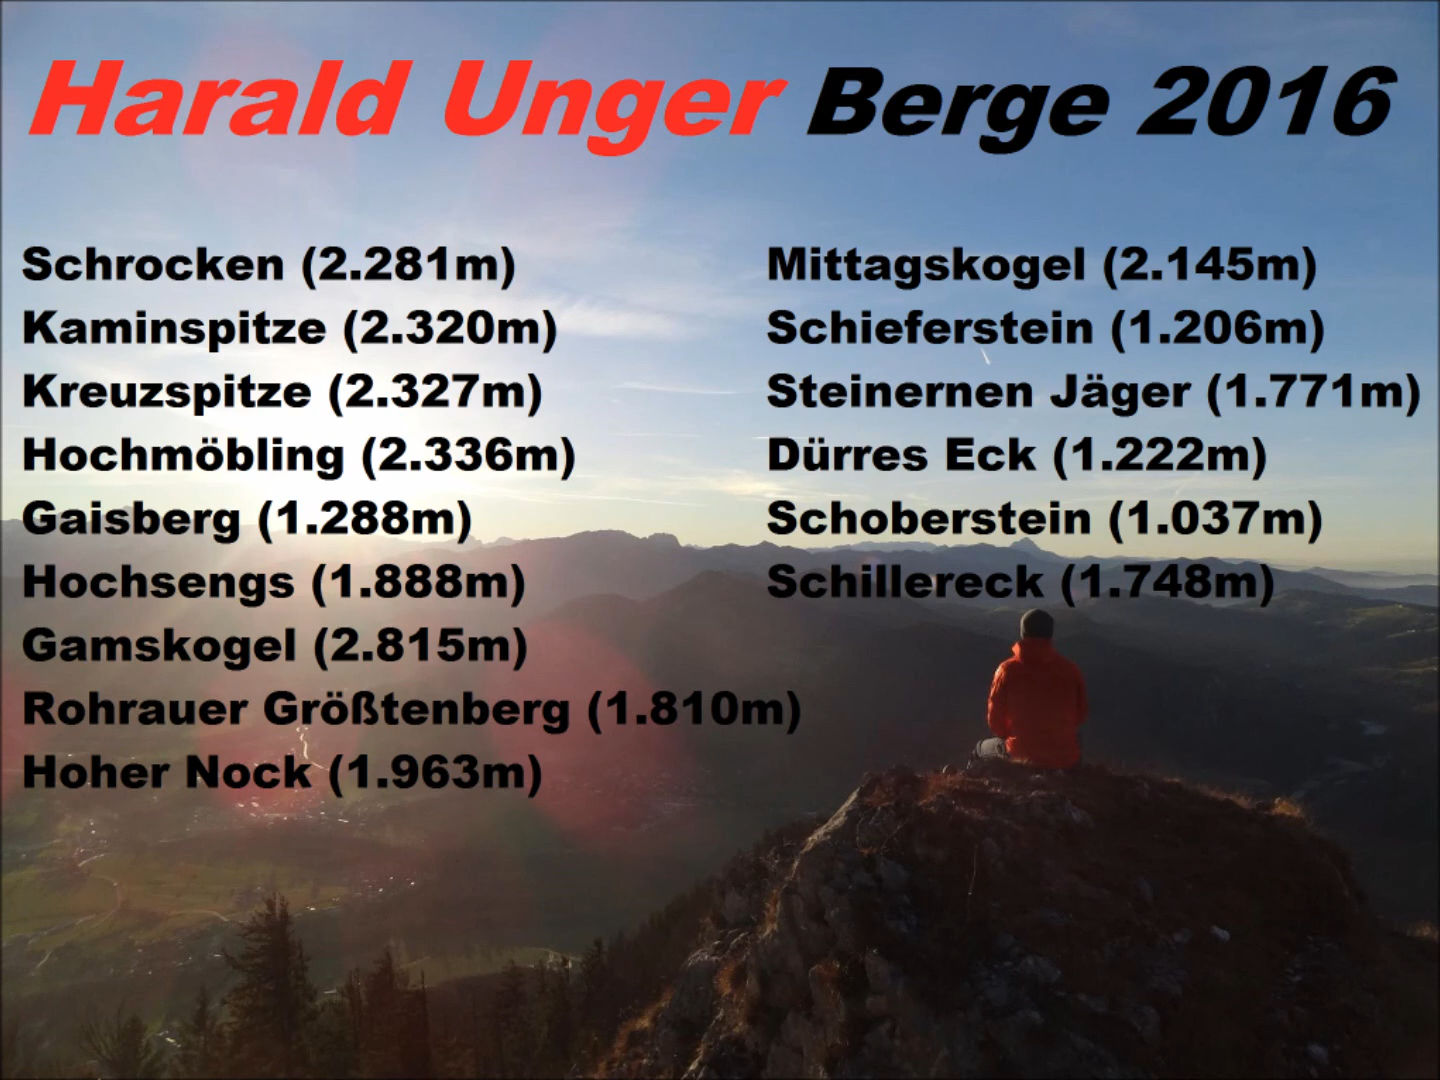 Harald Unger Berge 2016
Schrocken (2.281m)
Kaminspitze (2.320m)
Kreuzspitze (2.327m)
Hochmöbling (2.336m)
Gaisberg (1.288m)
Hochsengs (1.888m)
Gamskogel (2.815m)
Rohrauer Größtenberg (1.810m)
Hoher Nock (1.963m)
Mittagskogel (2.145m)
Schieferstein (1.206m)
Steinernen Jäger (1.771m)
Dürres Eck (1.222m)
Schoberstein (1.037m)
Schillereck (1.748m)